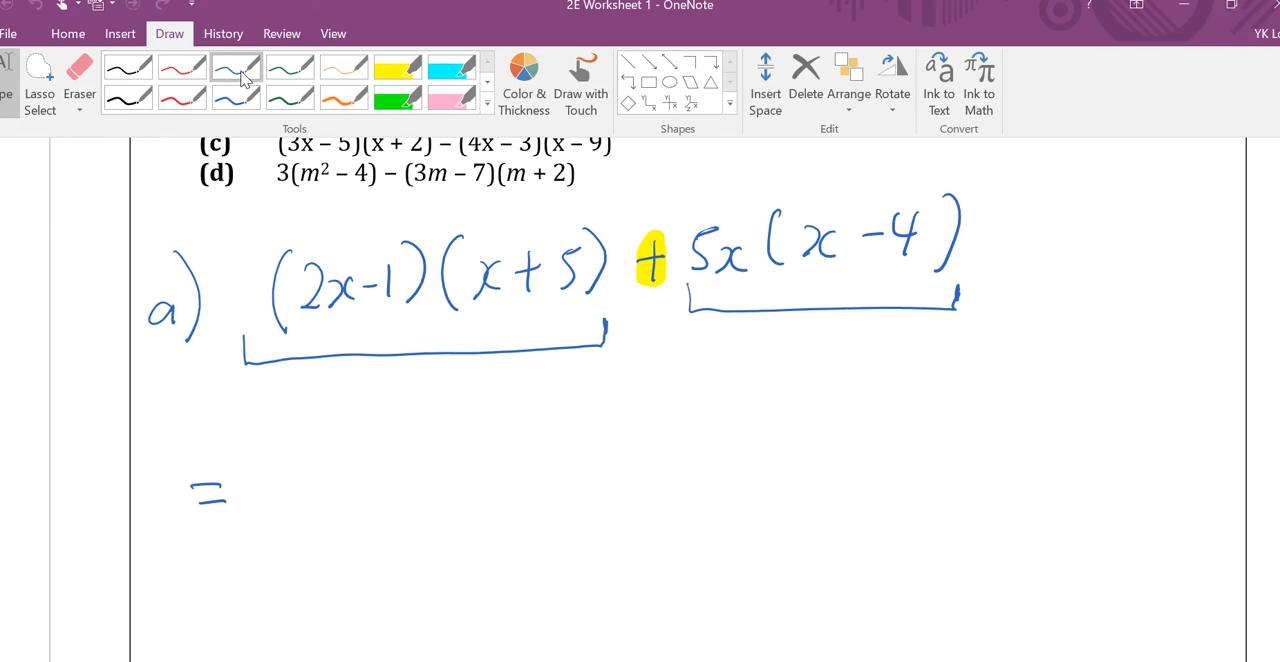 2E Worksheet 1 - OneNote
?
File Home Insert Draw History Review View YK Lo
Lasso Select
Eraser
Color & Thickness
Draw with Touch
Insert Space
Delete
Arrange
Rotate
Ink to Text
Ink to Math
Tools Shapes Edit Convert
(c) (3x – 5)(x + 2) – (4x – 3)(x – 9)
(d) 3(m² – 4) – (3m – 7)(m + 2)
a) (2x-1)(x+5) + 5x(x-4)
=